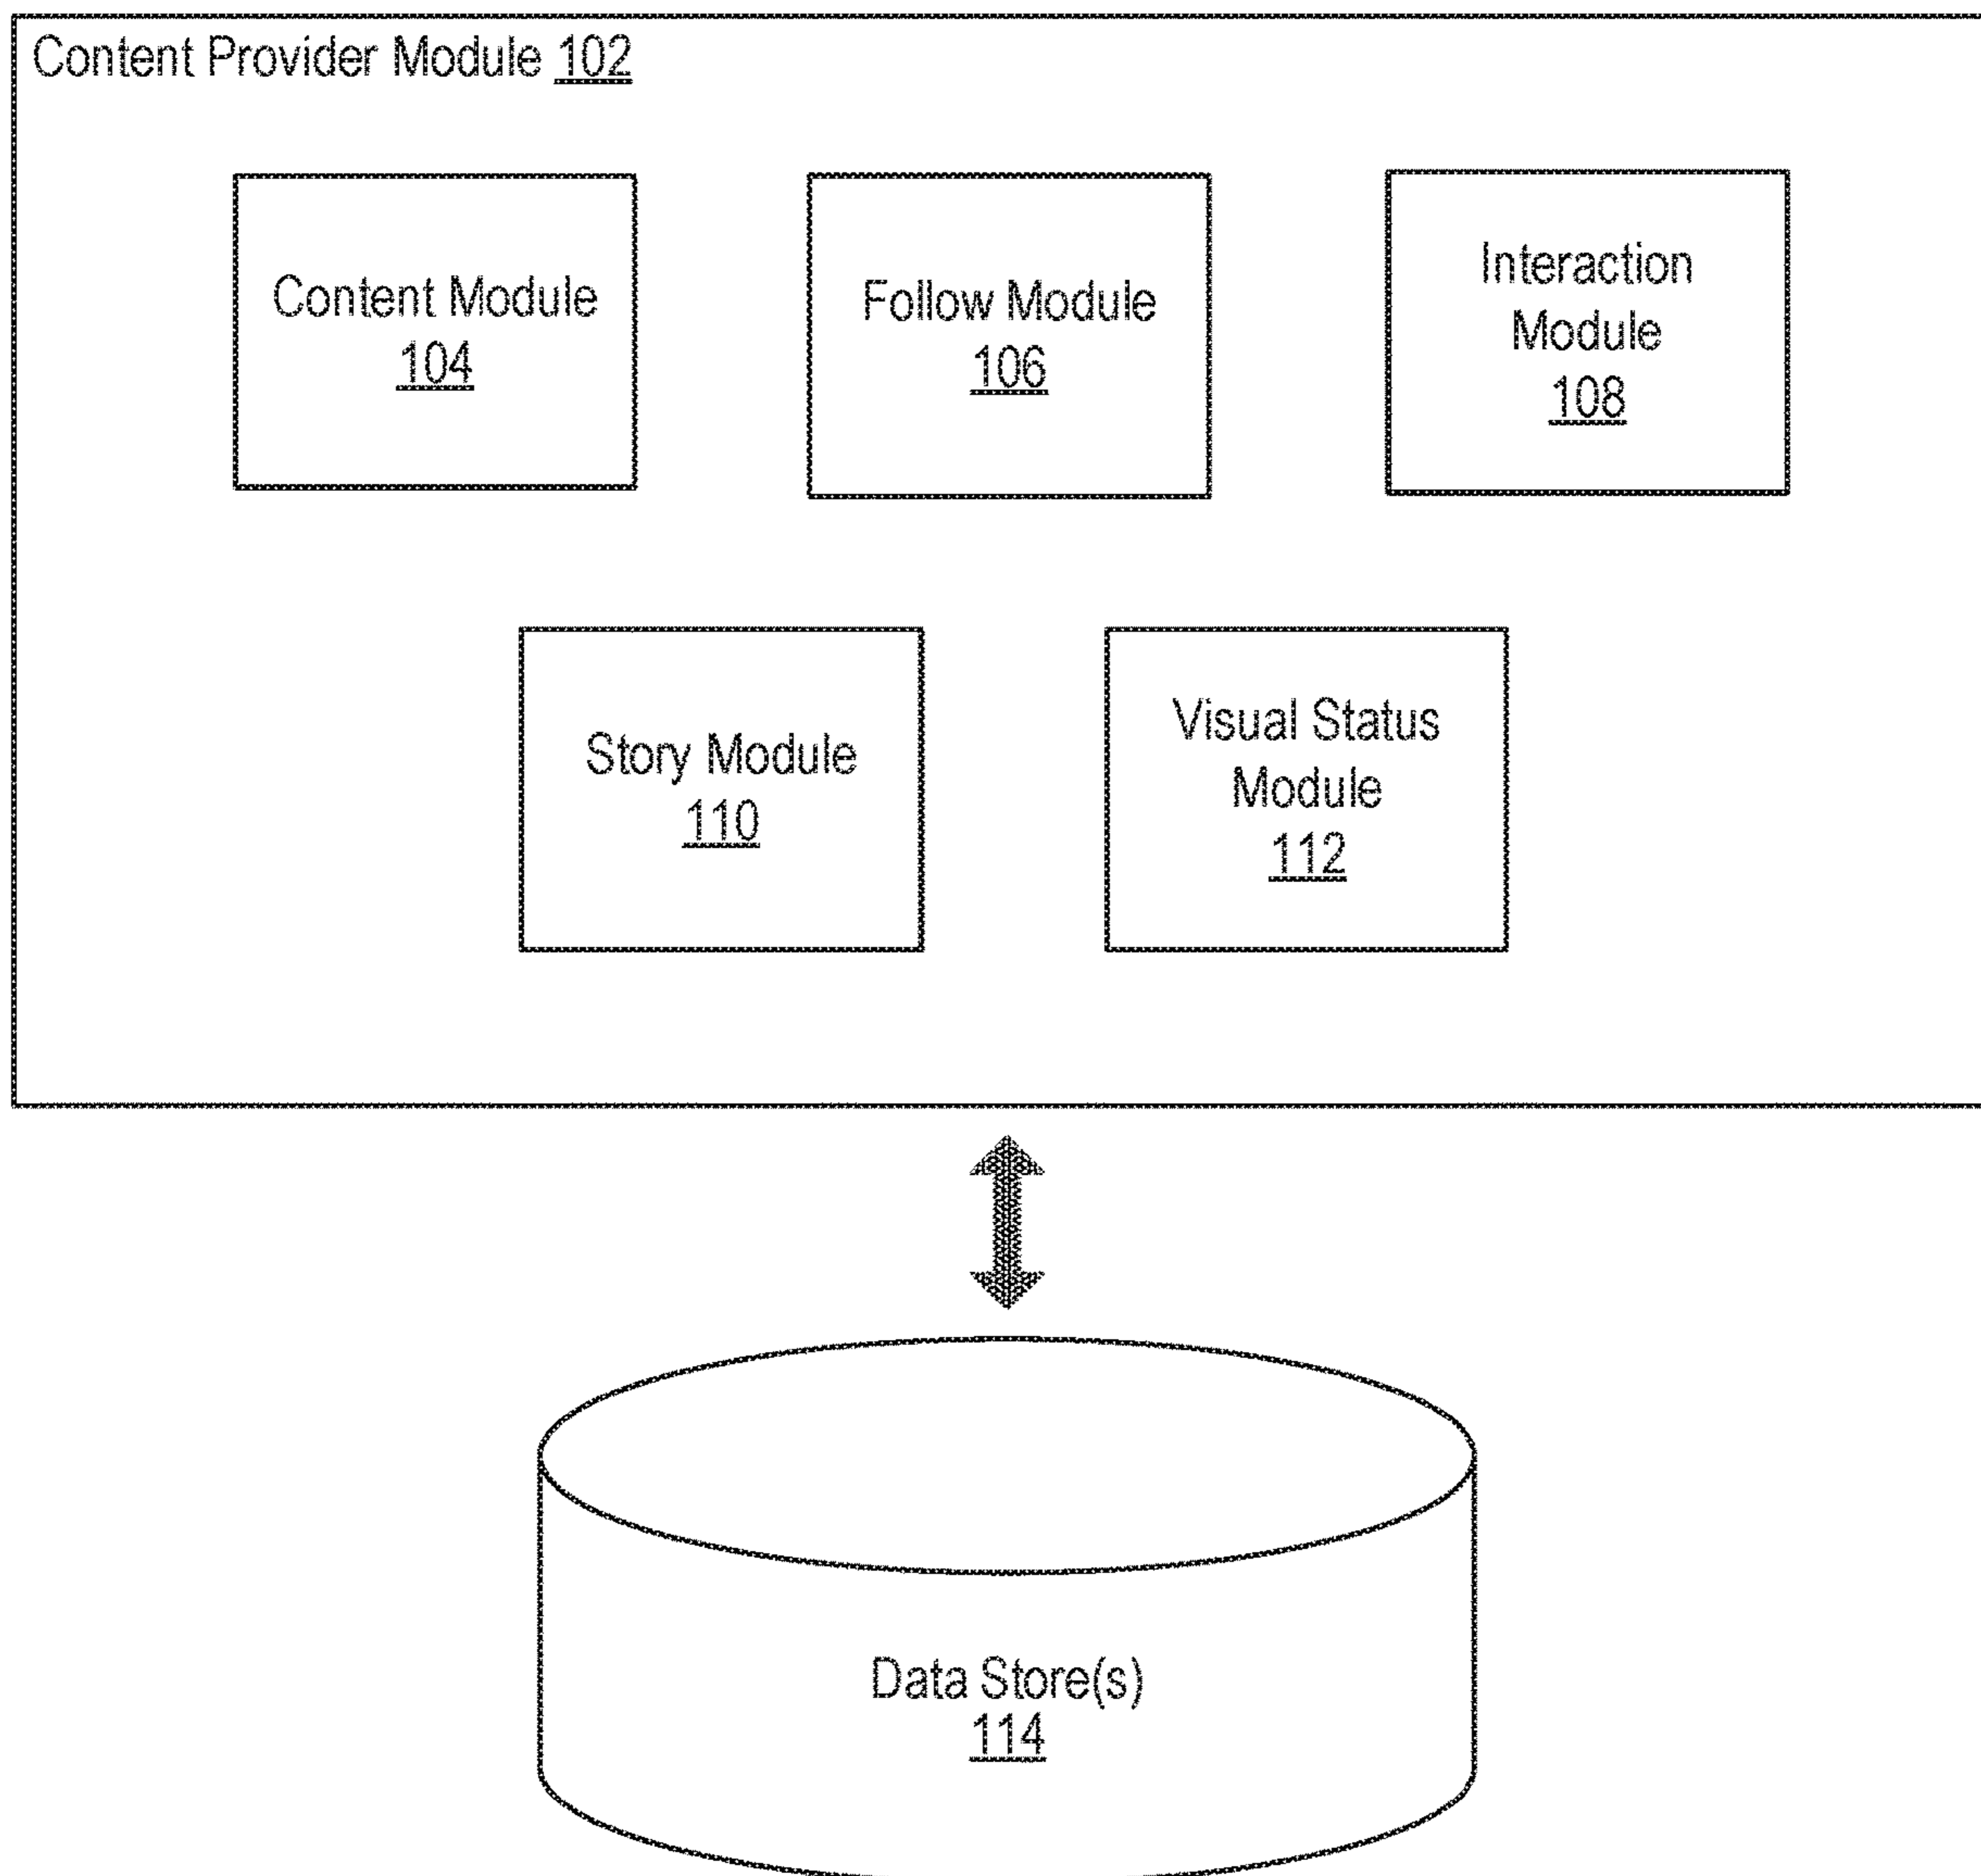 Content Provider Module 102
Content Module
104
Follow Module
106
Interaction
Module
108
Story Module
110
Visual Status
Module
112
Data Store(s)
114